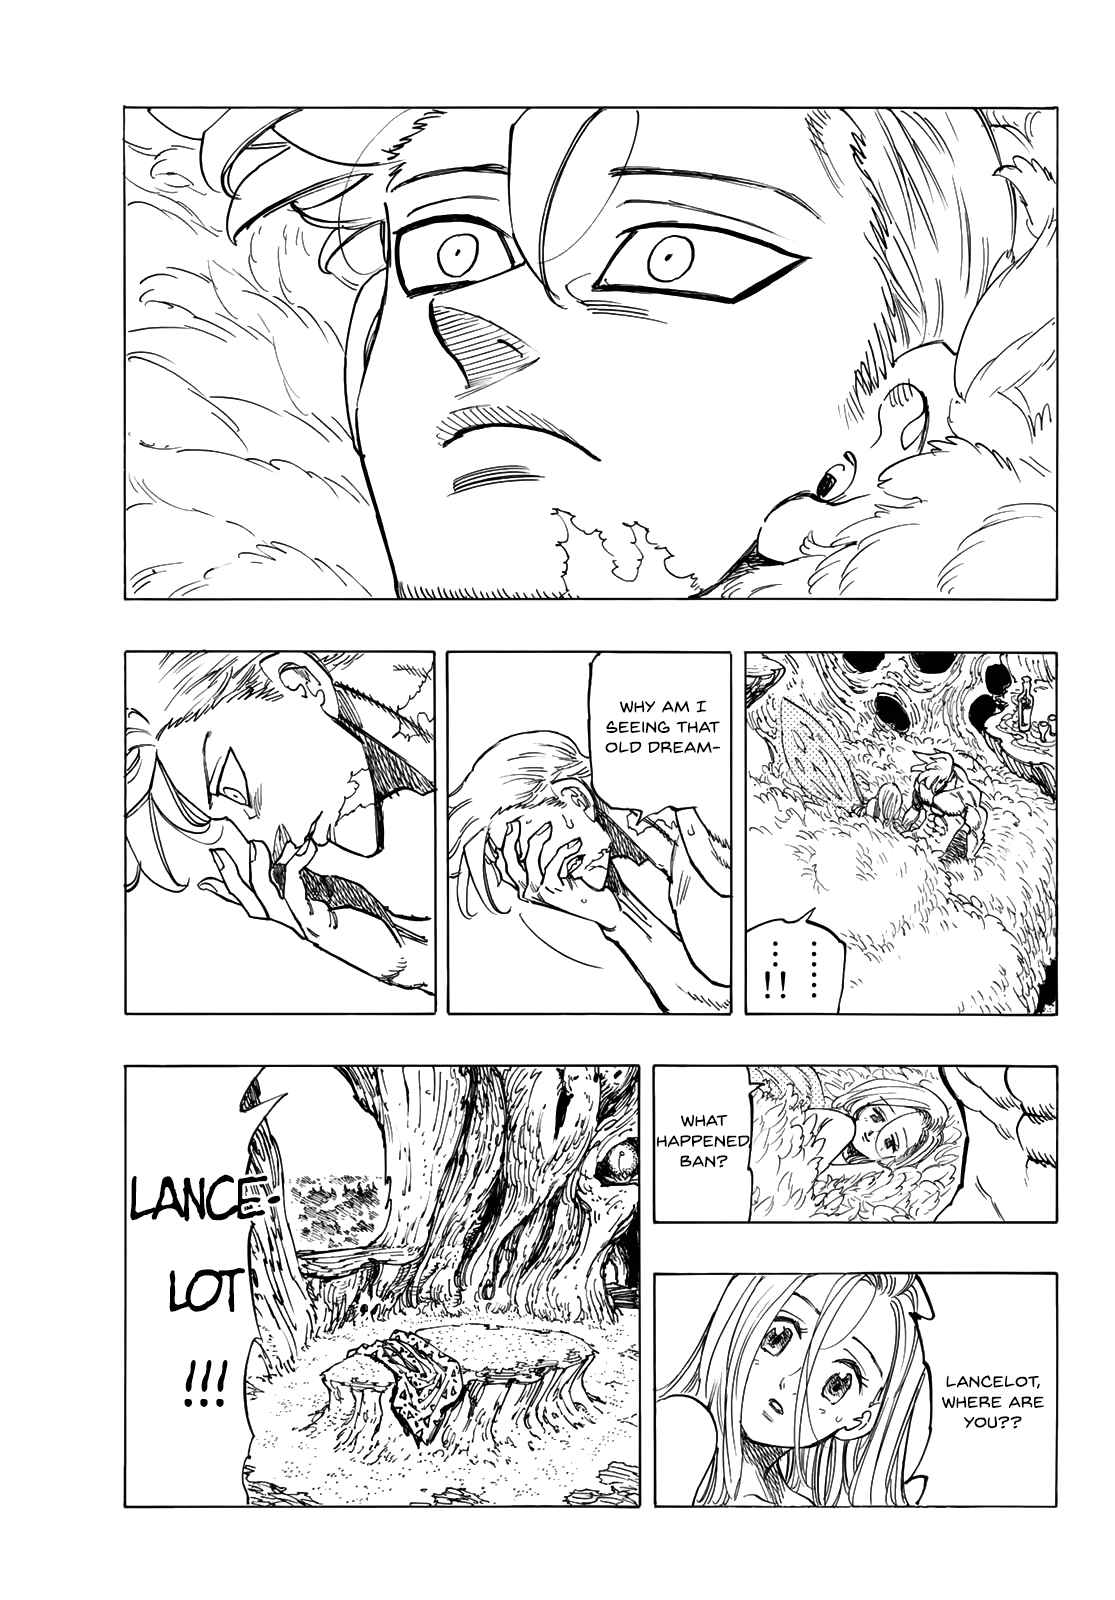 ......
...!!
WHY AM I
SEEING THAT
OLD DREAM-
WHAT
HAPPENED
BAN?
LANCELOT,
WHERE ARE
YOU??
LANCE-
LOT
!!!